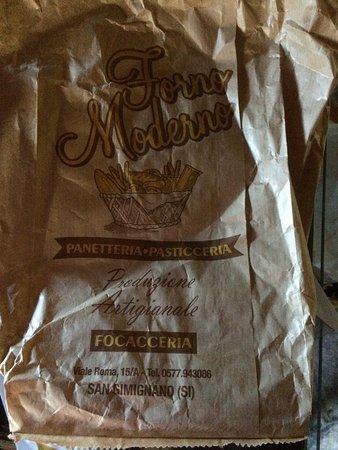 Forno
Moderno
PANETTERIA•PASTICCERIA
Produzione
Artigianale
FOCACCERIA
Viale Roma, 15/A - Tel. 0577.943086
SAN GIMIGNANO (SI)